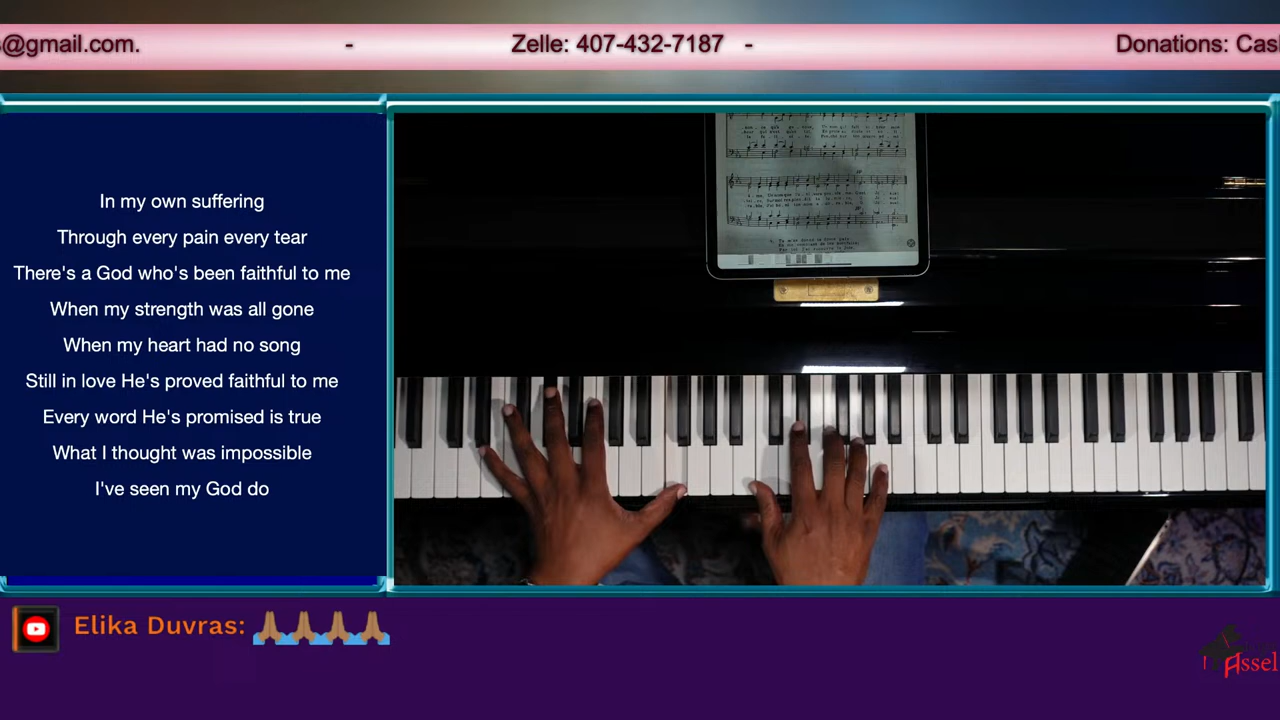 s@gmail.com. - Zelle: 407-432-7187 - Donations: Cas
In my own suffering
Through every pain every tear
There's a God who's been faithful to me
When my strength was all gone
When my heart had no song
Still in love He's proved faithful to me
Every word He's promised is true
What I thought was impossible
I've seen my God do
Elika Duvras: 🙏🏽🙏🏽🙏🏽🙏🏽
Assel